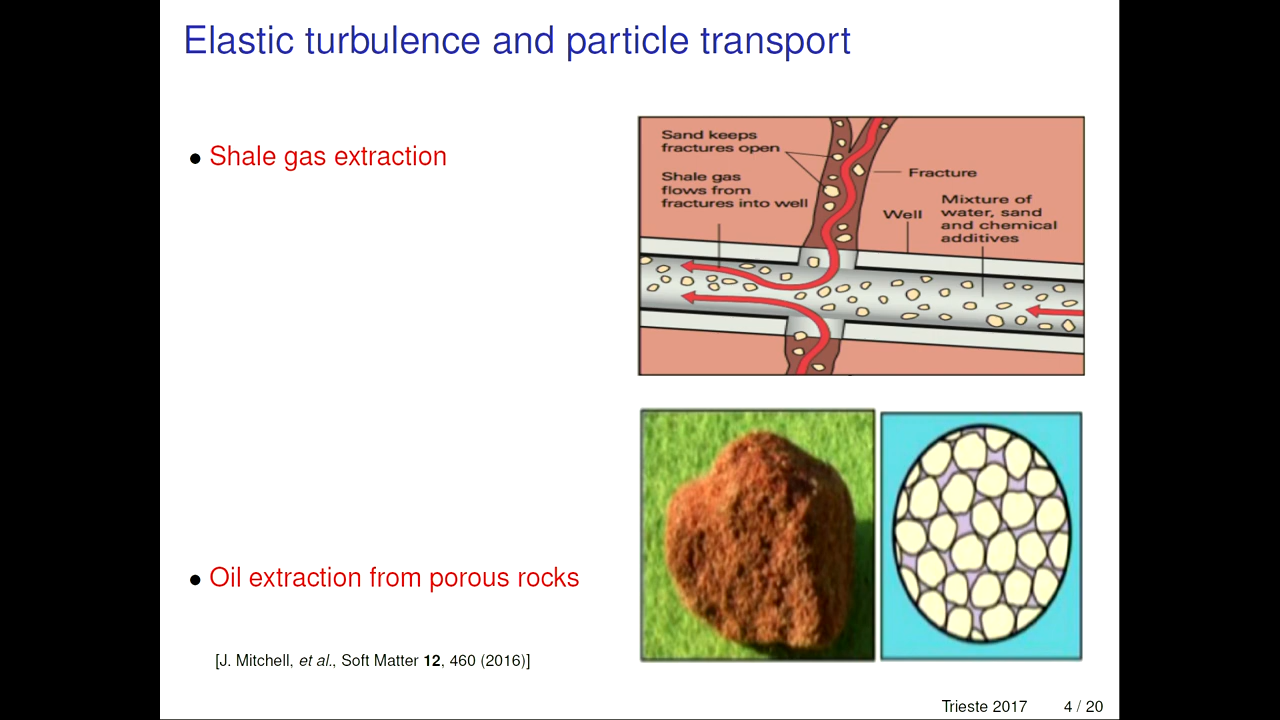 Elastic turbulence and particle transport
• Shale gas extraction
Sand keeps
fractures open
Shale gas
flows from
fractures into well
Fracture
Well
Mixture of
water, sand
and chemical
additives
• Oil extraction from porous rocks
[J. Mitchell, et al., Soft Matter 12, 460 (2016)]
Trieste 2017 4 / 20